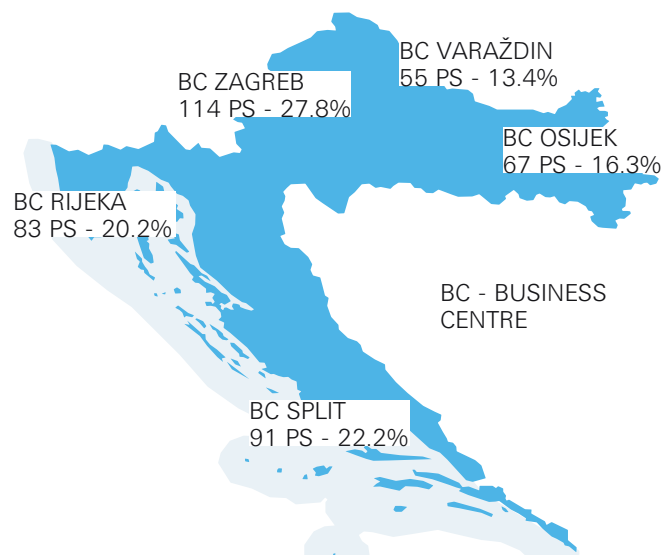 BC VARAŽDIN
55 PS - 13.4%
BC ZAGREB
114 PS - 27.8%
BC OSIJEK
67 PS - 16.3%
BC RIJEKA
83 PS - 20.2%
BC - BUSINESS
CENTRE
BC SPLIT
91 PS - 22.2%